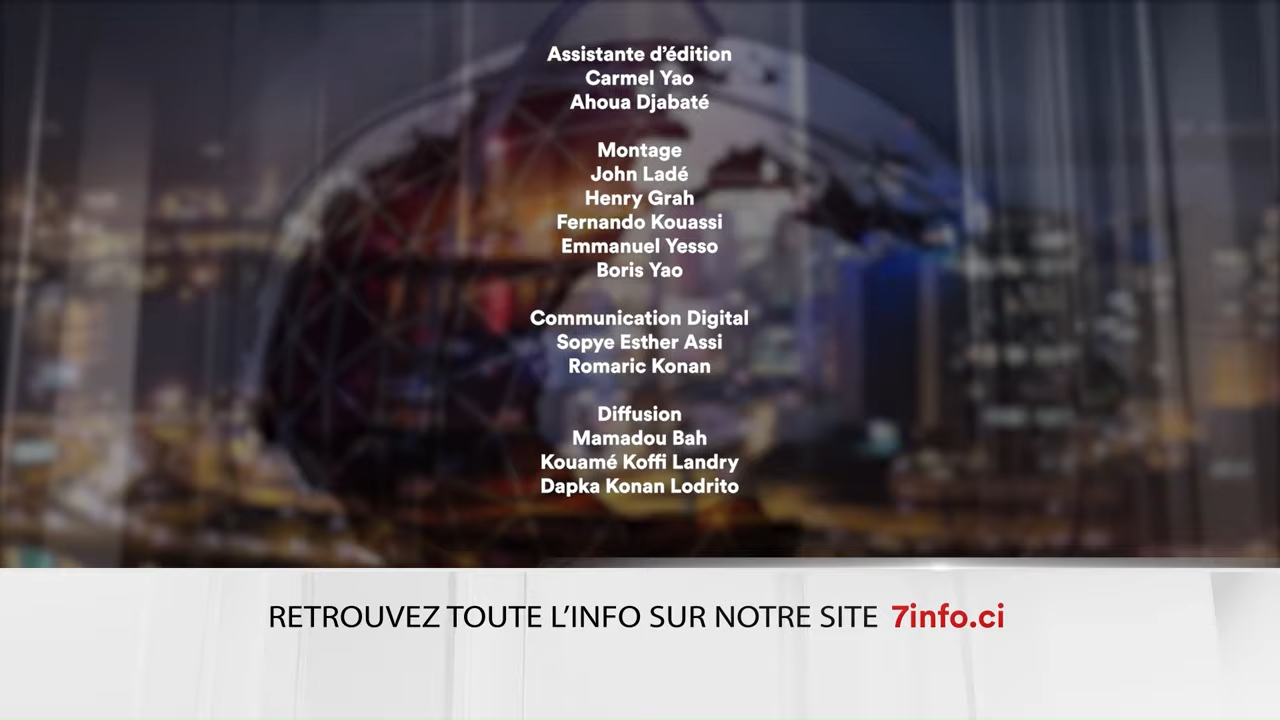 Assistante d'édition
Carmel Yao
Ahoua Djabaté
Montage
John Ladé
Henry Grah
Fernando Kouassi
Emmanuel Yesso
Boris Yao
Communication Digital
Sopye Esther Assi
Romaric Konan
Diffusion
Mamadou Bah
Kouamé Koffi Landry
Dapka Konan Lodrito
RETROUVEZ TOUTE L'INFO SUR NOTRE SITE 7info.ci